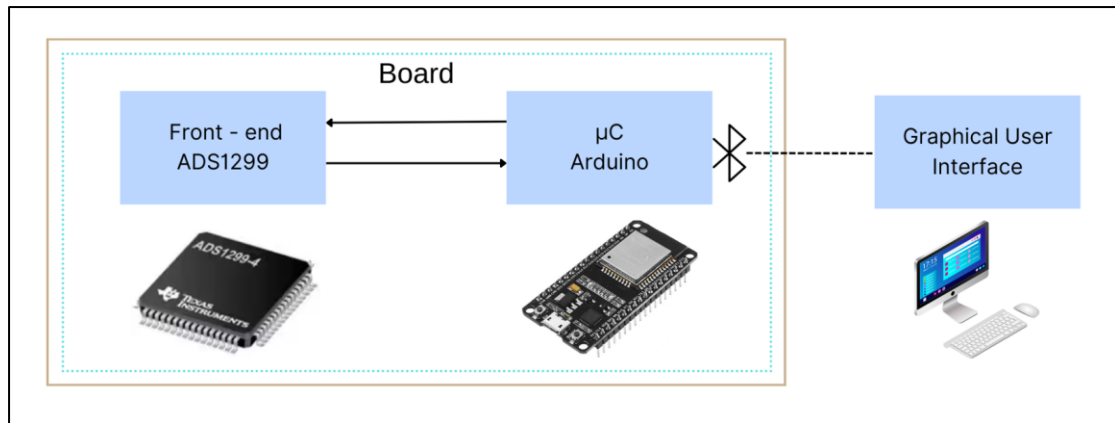 Board
Front - end
ADS1299
µC
Arduino
Graphical User
Interface
ADS1299-4
TEXAS
INSTRUMENTS